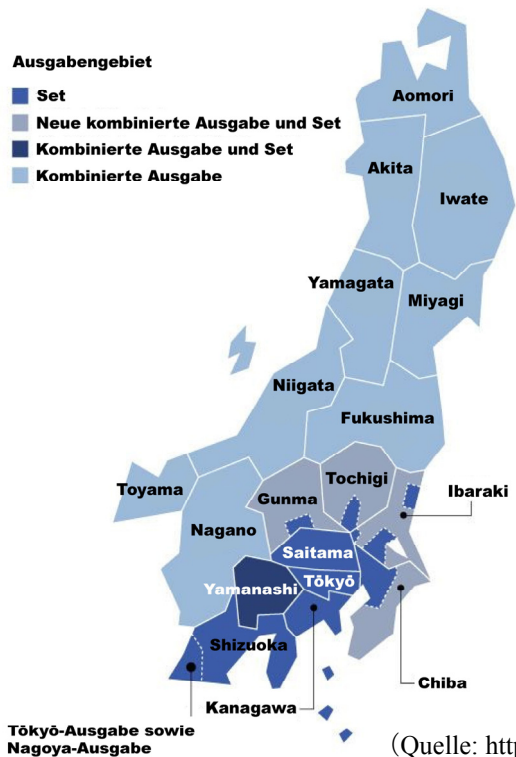 Ausgabengebiet
Set
Neue kombinierte Ausgabe und Set
Kombinierte Ausgabe und Set
Kombinierte Ausgabe
Aomori
Akita
Iwate
Yamagata
Miyagi
Niigata
Fukushima
Toyama
Gunma
Tochigi
Ibaraki
Nagano
Saitama
Tōkyō
Yamanashi
Shizuoka
Chiba
Kanagawa
Tōkyō-Ausgabe sowie
Nagoya-Ausgabe
(Quelle: http